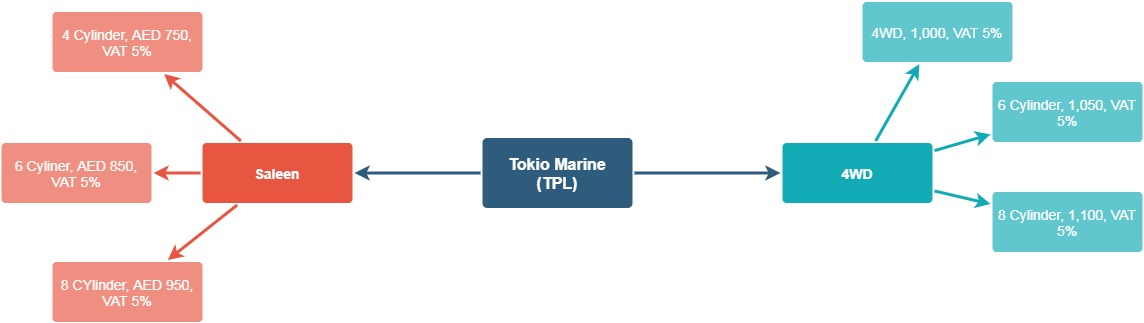 4 Cylinder, AED 750,
VAT 5%
4WD, 1,000, VAT 5%
6 Cylinder, 1,050, VAT
5%
6 Cyliner, AED 850,
VAT 5%
Saleen
Tokio Marine
(TPL)
4WD
8 Cylinder, 1,100, VAT
5%
8 CYlinder, AED 950,
VAT 5%